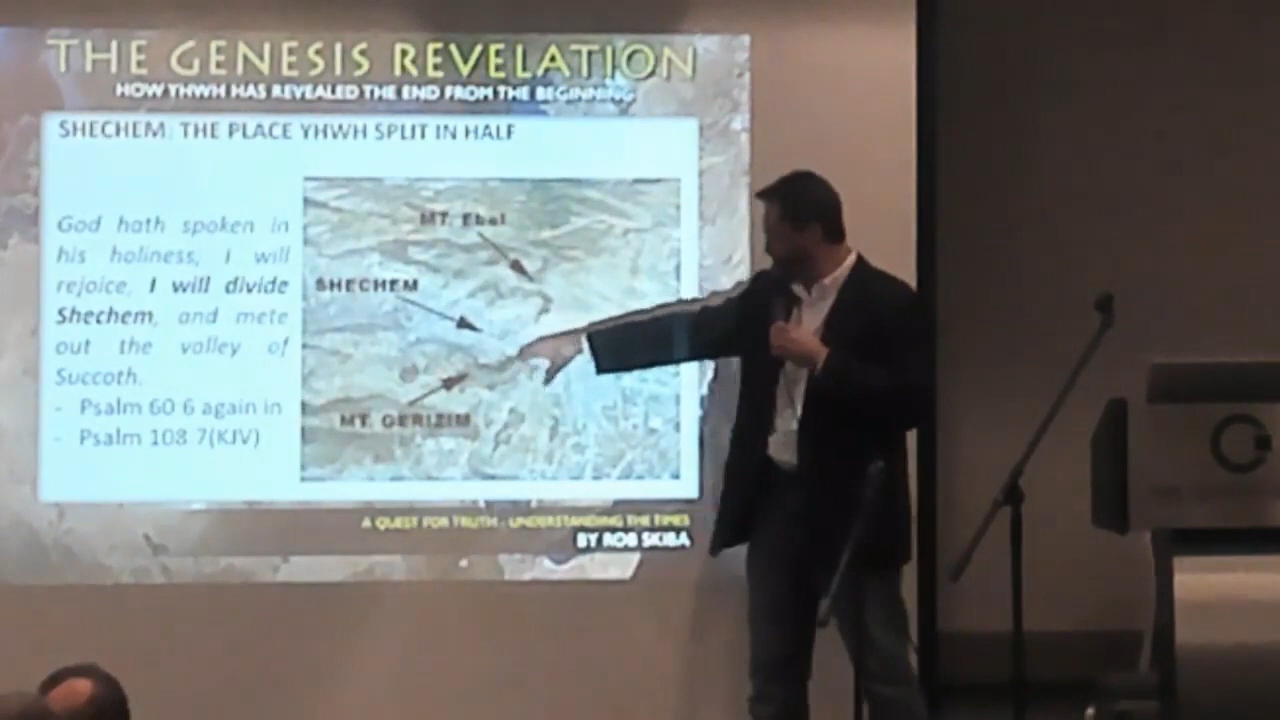 THE GENESIS REVELATION
HOW YHWH HAS REVEALED THE END FROM THE BEGINNING
SHECHEM: THE PLACE YHWH SPLIT IN HALF
God hath spoken in
his holiness, I will
rejoice, I will divide
Shechem, and mete
out the valley of
Succoth.
- Psalm 60 6 again in
- Psalm 108 7(KJV)
MT. Ebal
SHECHEM
MT. GERIZIM
A QUEST FOR TRUTH - UNDERSTANDING THE TIMES
BY ROB SKIBA